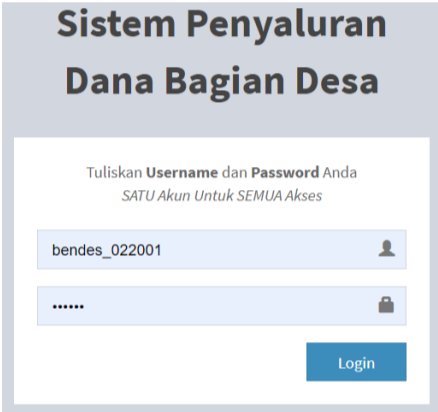 Sistem Penyaluran
Dana Bagian Desa
Tuliskan Username dan Password Anda
SATU Akun Untuk SEMUA Akses
bendes_022001
••••••
Login